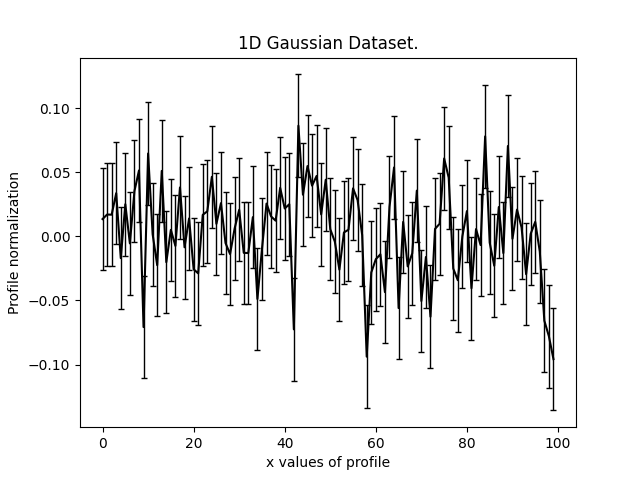 1D Gaussian Dataset.
Profile normalization
0.10
0.05
0.00
−0.05
−0.10
0 20 40 60 80 100
x values of profile